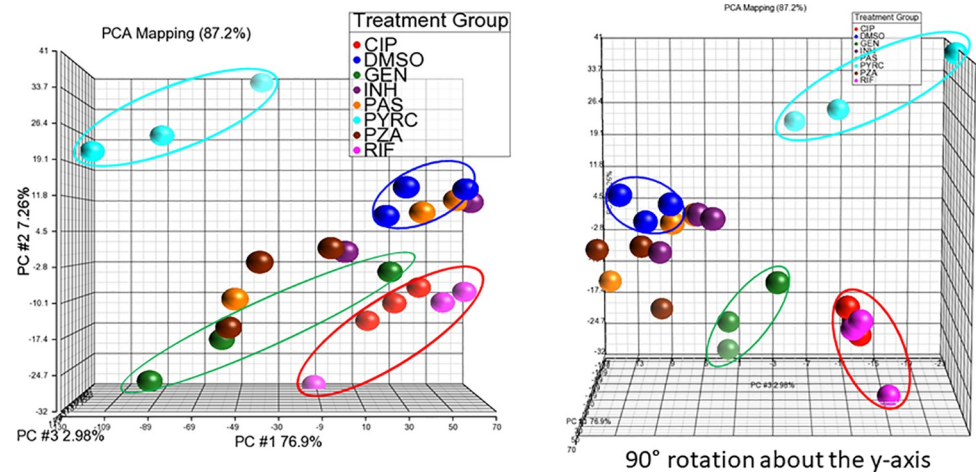 PCA Mapping (87.2%)
Treatment Group
CIP
DMSO
GEN
INH
PAS
PYRC
PZA
RIF
41
33.7
26.4
19.1
11.8
4.5
-2.8
-10.1
-17.4
-24.7
-32
PC #2 7.26%
-109 -89 -69 -49 -29 -9 10 30 50 70
PC #3 2.98%
PC #1 76.9%
PCA Mapping (87.2%)
Treatment Group
CIP
DMSO
GEN
INH
PAS
PYRC
PZA
RIF
41
33.7
26.4
19.1
11.8
4.5
-2.8
-17
-24.7
-32
PC #3 2.98%
70
90° rotation about the y-axis